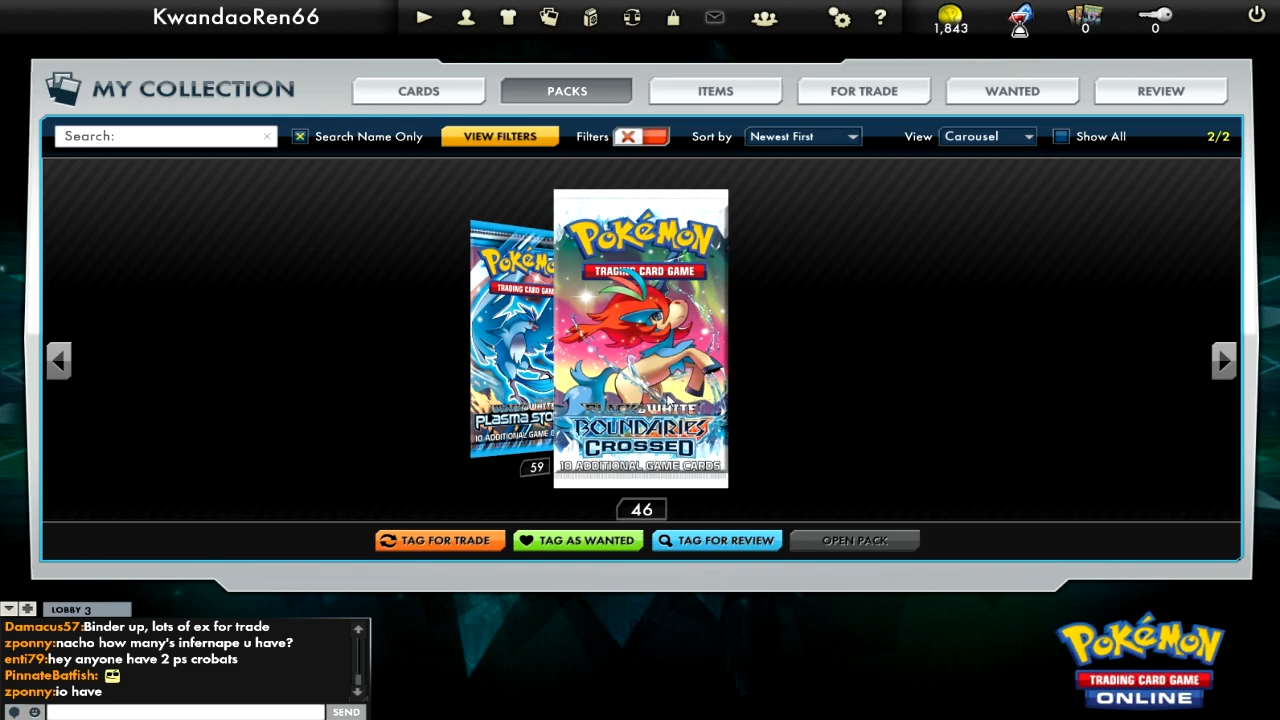 KwandaoRen66
?
1,843
0
0
MY COLLECTION
CARDS
PACKS
ITEMS
FOR TRADE
WANTED
REVIEW
Search:
Search Name Only
VIEW FILTERS
Filters
Sort by
Newest First
View
Carousel
Show All
2/2
Pokémon
TRADING CARD GAM
PLASMA STO
10 ADDITIONAL GAME
59
Pokémon
TRADING CARD GAME
BLACK & WHITE
BOUNDARIES
CROSSED
10 ADDITIONAL GAME CARDS
46
TAG FOR TRADE
TAG AS WANTED
TAG FOR REVIEW
OPEN PACK
LOBBY 3
Damacus57:Binder up, lots of ex for trade
zponny:nacho how many's infernape u have?
enti79:hey anyone have 2 ps crobats
PinnateBatfish:
zponny:io have
SEND
Pokémon
TRADING CARD GAME
ONLINE